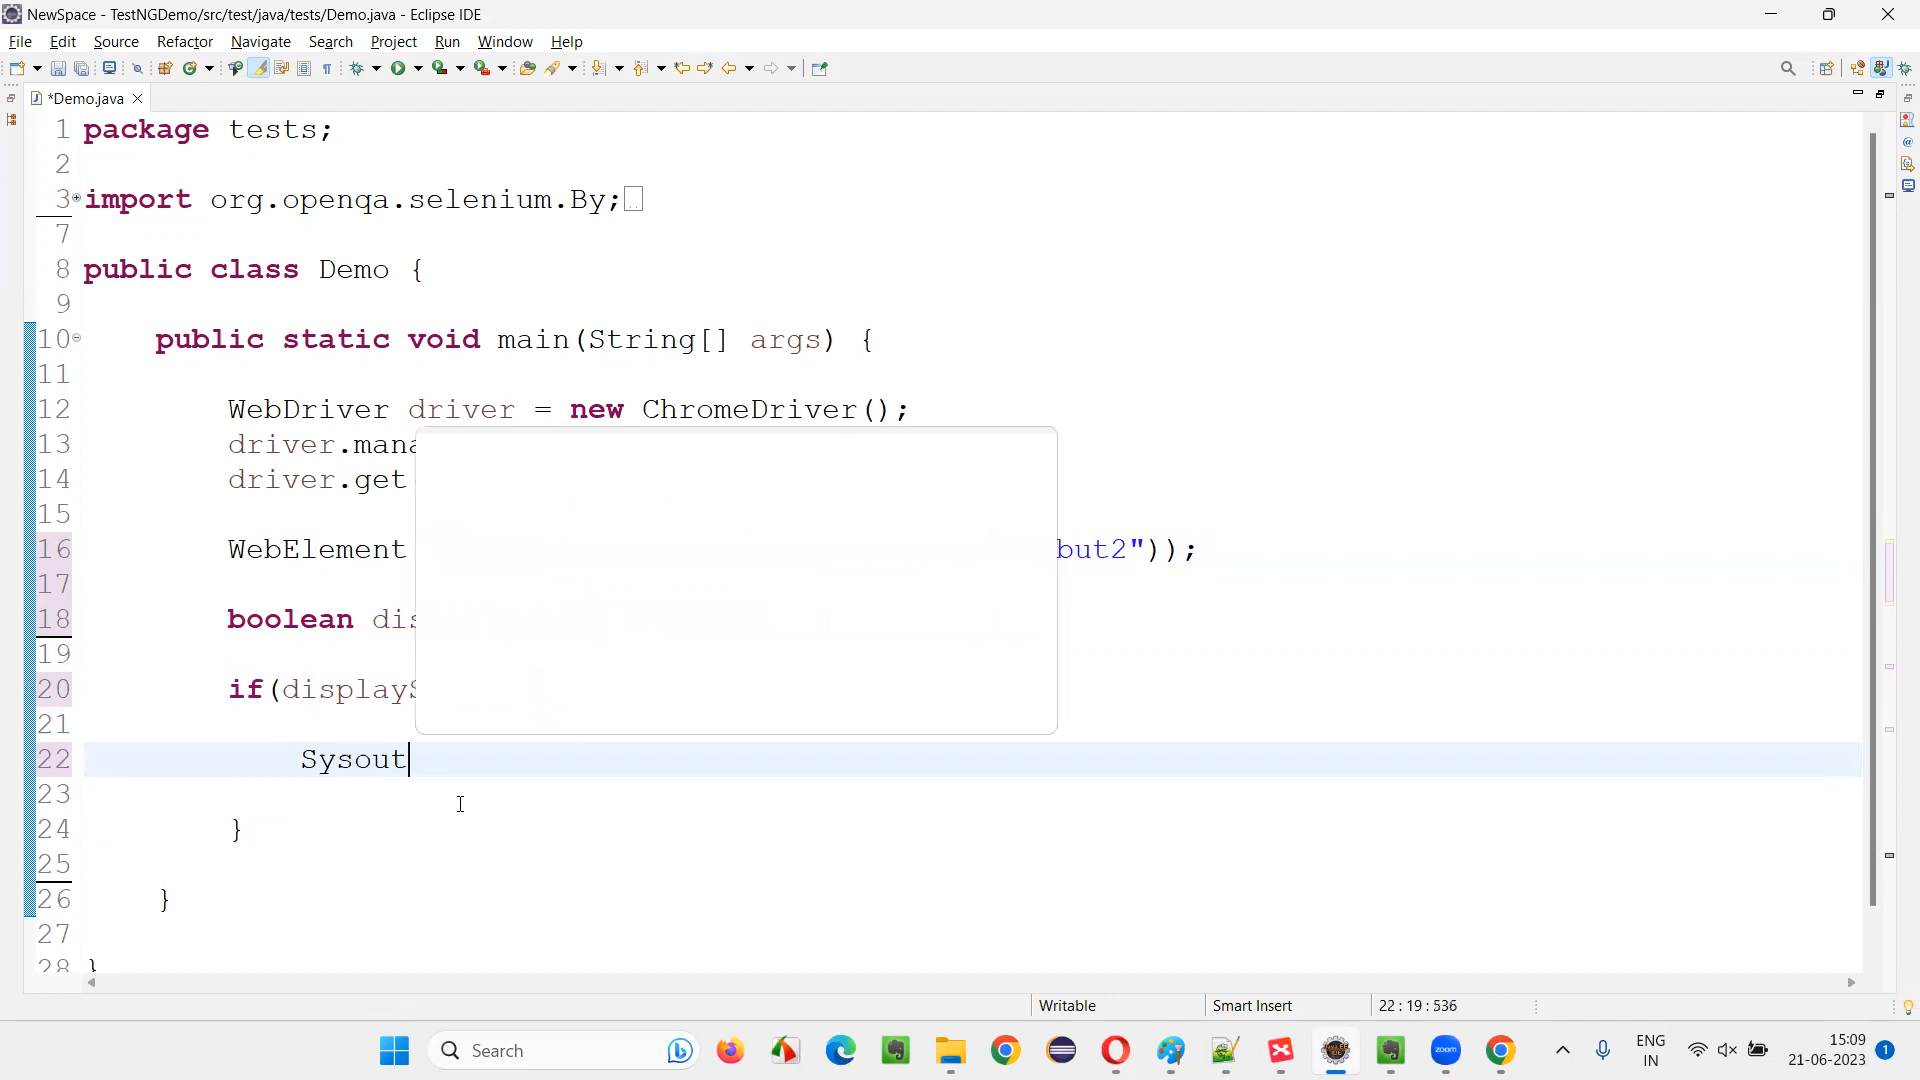 NewSpace - TestNGDemo/src/test/java/tests/Demo.java - Eclipse IDE
File Edit Source Refactor Navigate Search Project Run Window Help
*Demo.java
1 package tests;
2
3 import org.openqa.selenium.By;
7
8 public class Demo {
9
10 public static void main(String[] args) {
11
12 WebDriver driver = new ChromeDriver();
13 driver.mana
14 driver.get
15
16 WebElement but2"));
17
18 boolean dis
19
20 if(display
21
22 Sysout
23
24 }
25
26 }
27
28 }
Writable Smart Insert 22 : 19 : 536
Search zoom ENG IN 15:09 21-06-2023 1